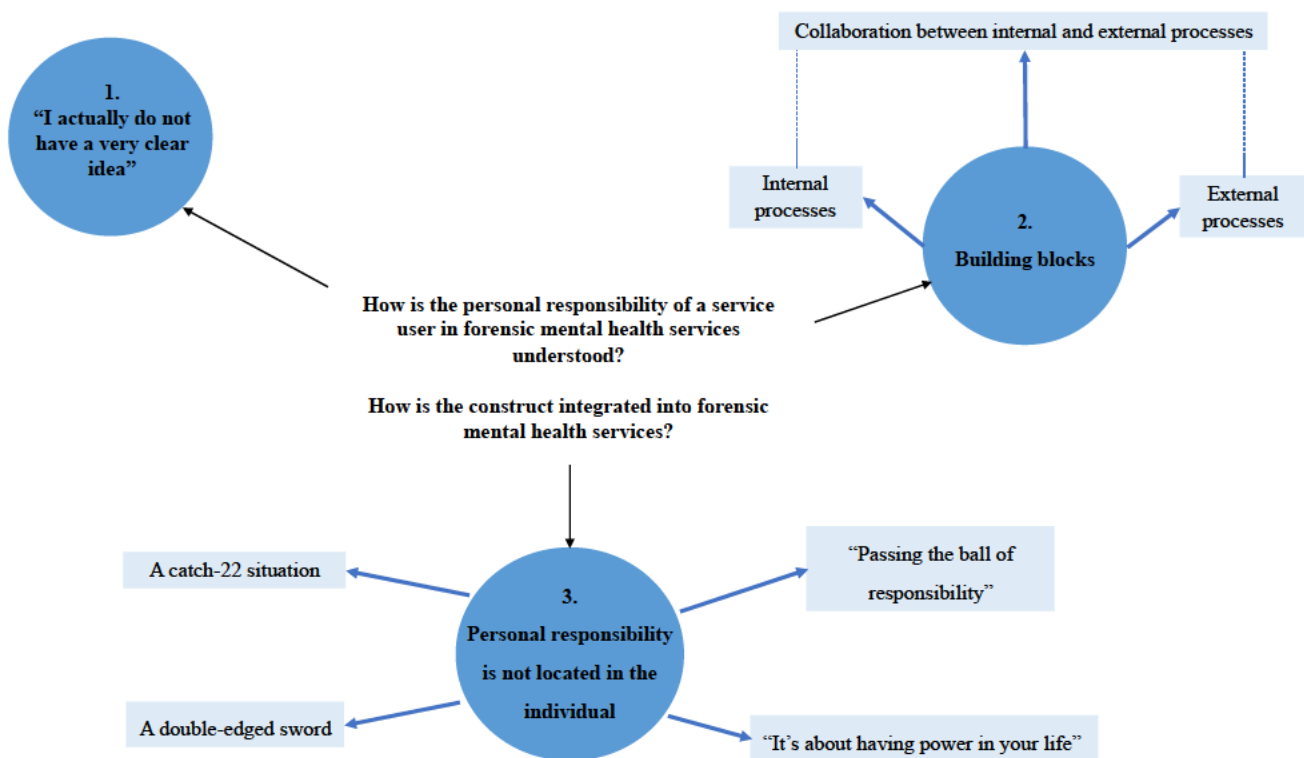 1.
“I actually do not
have a very clear
idea”
Collaboration between internal and external processes
Internal
processes
External
processes
2.
Building blocks
How is the personal responsibility of a service
user in forensic mental health services
understood?
How is the construct integrated into forensic
mental health services?
A catch-22 situation
“Passing the ball of
responsibility”
3.
Personal responsibility
is not located in the
individual
A double-edged sword
“It’s about having power in your life”